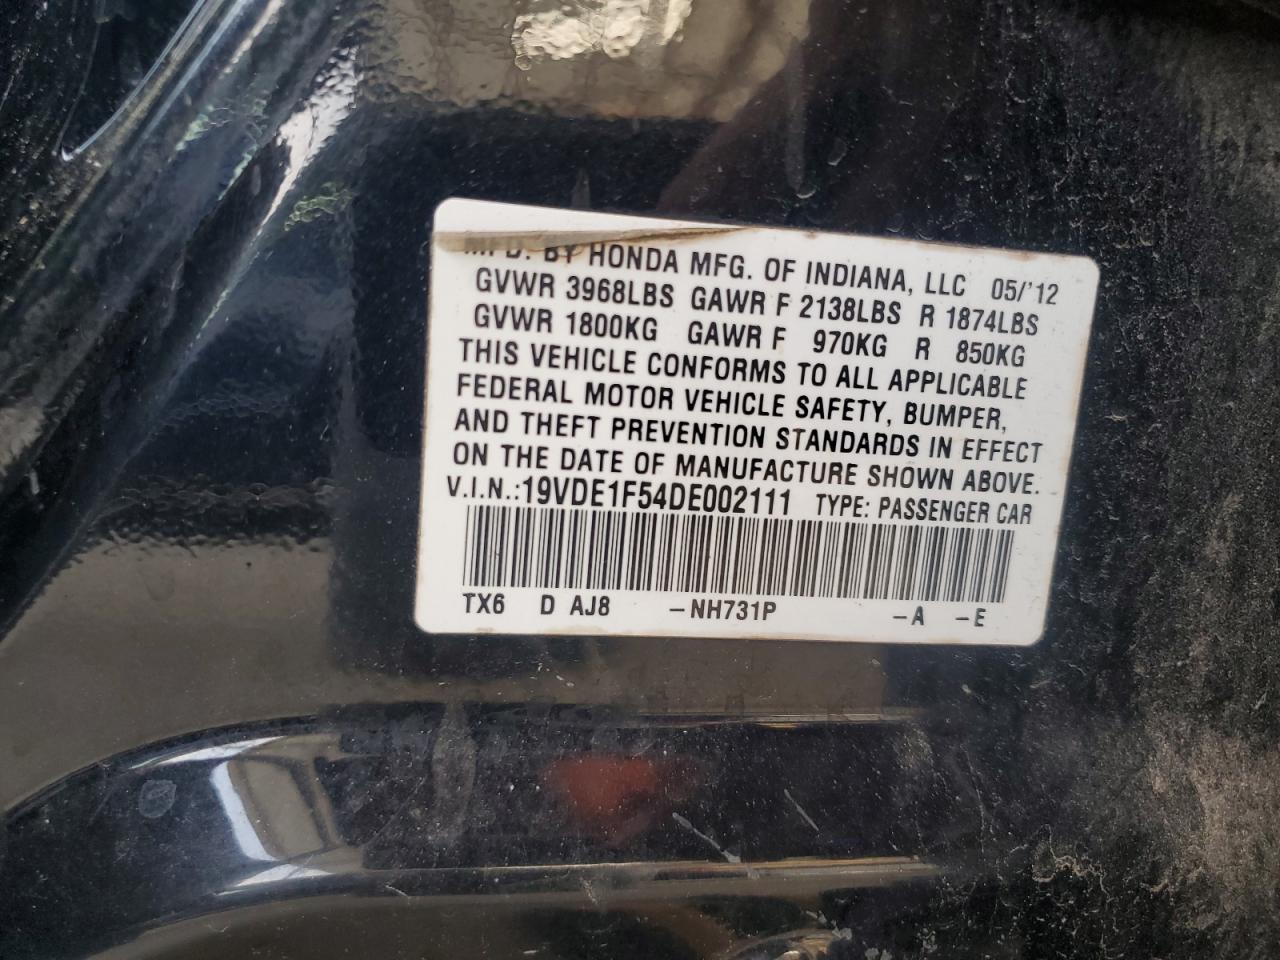 MFD. BY HONDA MFG. OF INDIANA, LLC 05/'12
GVWR 3968LBS GAWR F 2138LBS R 1874LBS
GVWR 1800KG GAWR F 970KG R 850KG
THIS VEHICLE CONFORMS TO ALL APPLICABLE
FEDERAL MOTOR VEHICLE SAFETY, BUMPER,
AND THEFT PREVENTION STANDARDS IN EFFECT
ON THE DATE OF MANUFACTURE SHOWN ABOVE.
V.I.N.:19VDE1F54DE002111 TYPE: PASSENGER CAR
TX6 D AJ8 -NH731P -A -E